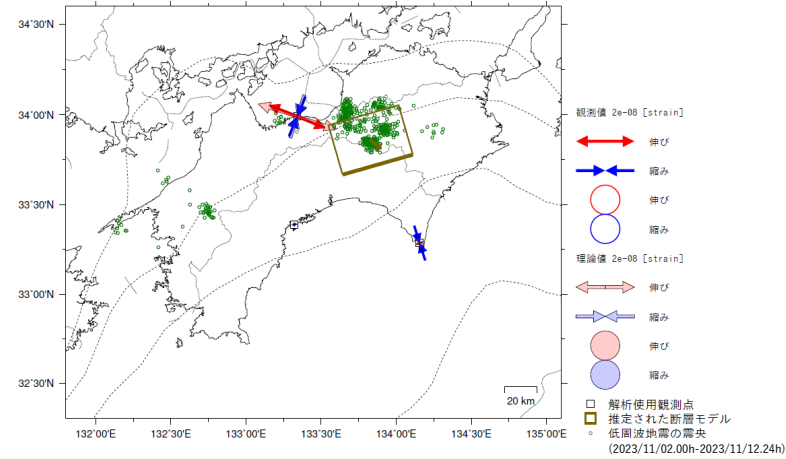 34°30'N
34°00'N
33°30'N
33°00'N
32°30'N
132°00'E
132°30'E
133°00'E
133°30'E
134°00'E
134°30'E
135°00'E
20 km
観測値 2e-08 [strain]
伸び
縮み
伸び
縮み
理論値 2e-08 [strain]
伸び
縮み
伸び
縮み
解析使用観測点
推定された断層モデル
低周波地震の震央
(2023/11/02.00h-2023/11/12.24h)